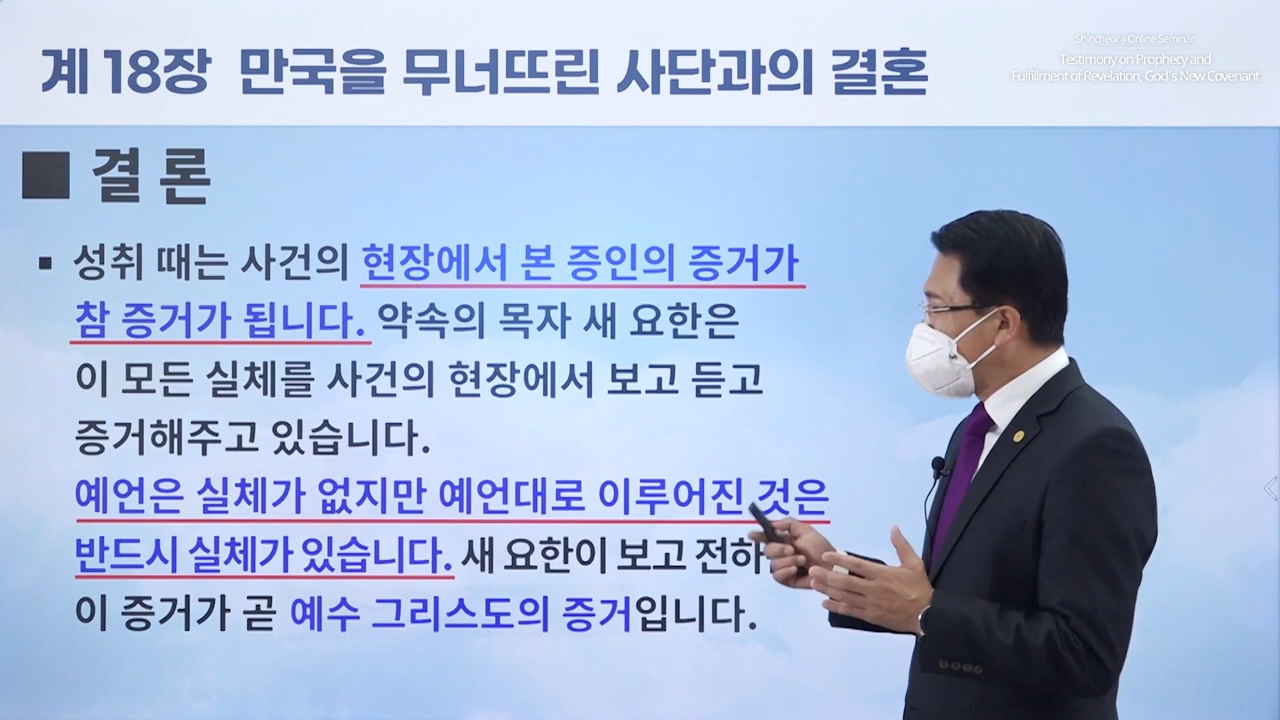 계 18장 만국을 무너뜨린 사단과의 결혼
Shincheonji Online Seminar
Testimony on Prophecy and
Fulfillment of Revelation, God's New Covenant
■ 결 론
▪ 성취 때는 사건의 현장에서 본 증인의 증거가
참 증거가 됩니다. 약속의 목자 새 요한은
이 모든 실체를 사건의 현장에서 보고 듣고
증거해주고 있습니다.
예언은 실체가 없지만 예언대로 이루어진 것은
반드시 실체가 있습니다. 새 요한이 보고
이 증거가 곧 예수 그리스도의 증거입니다.